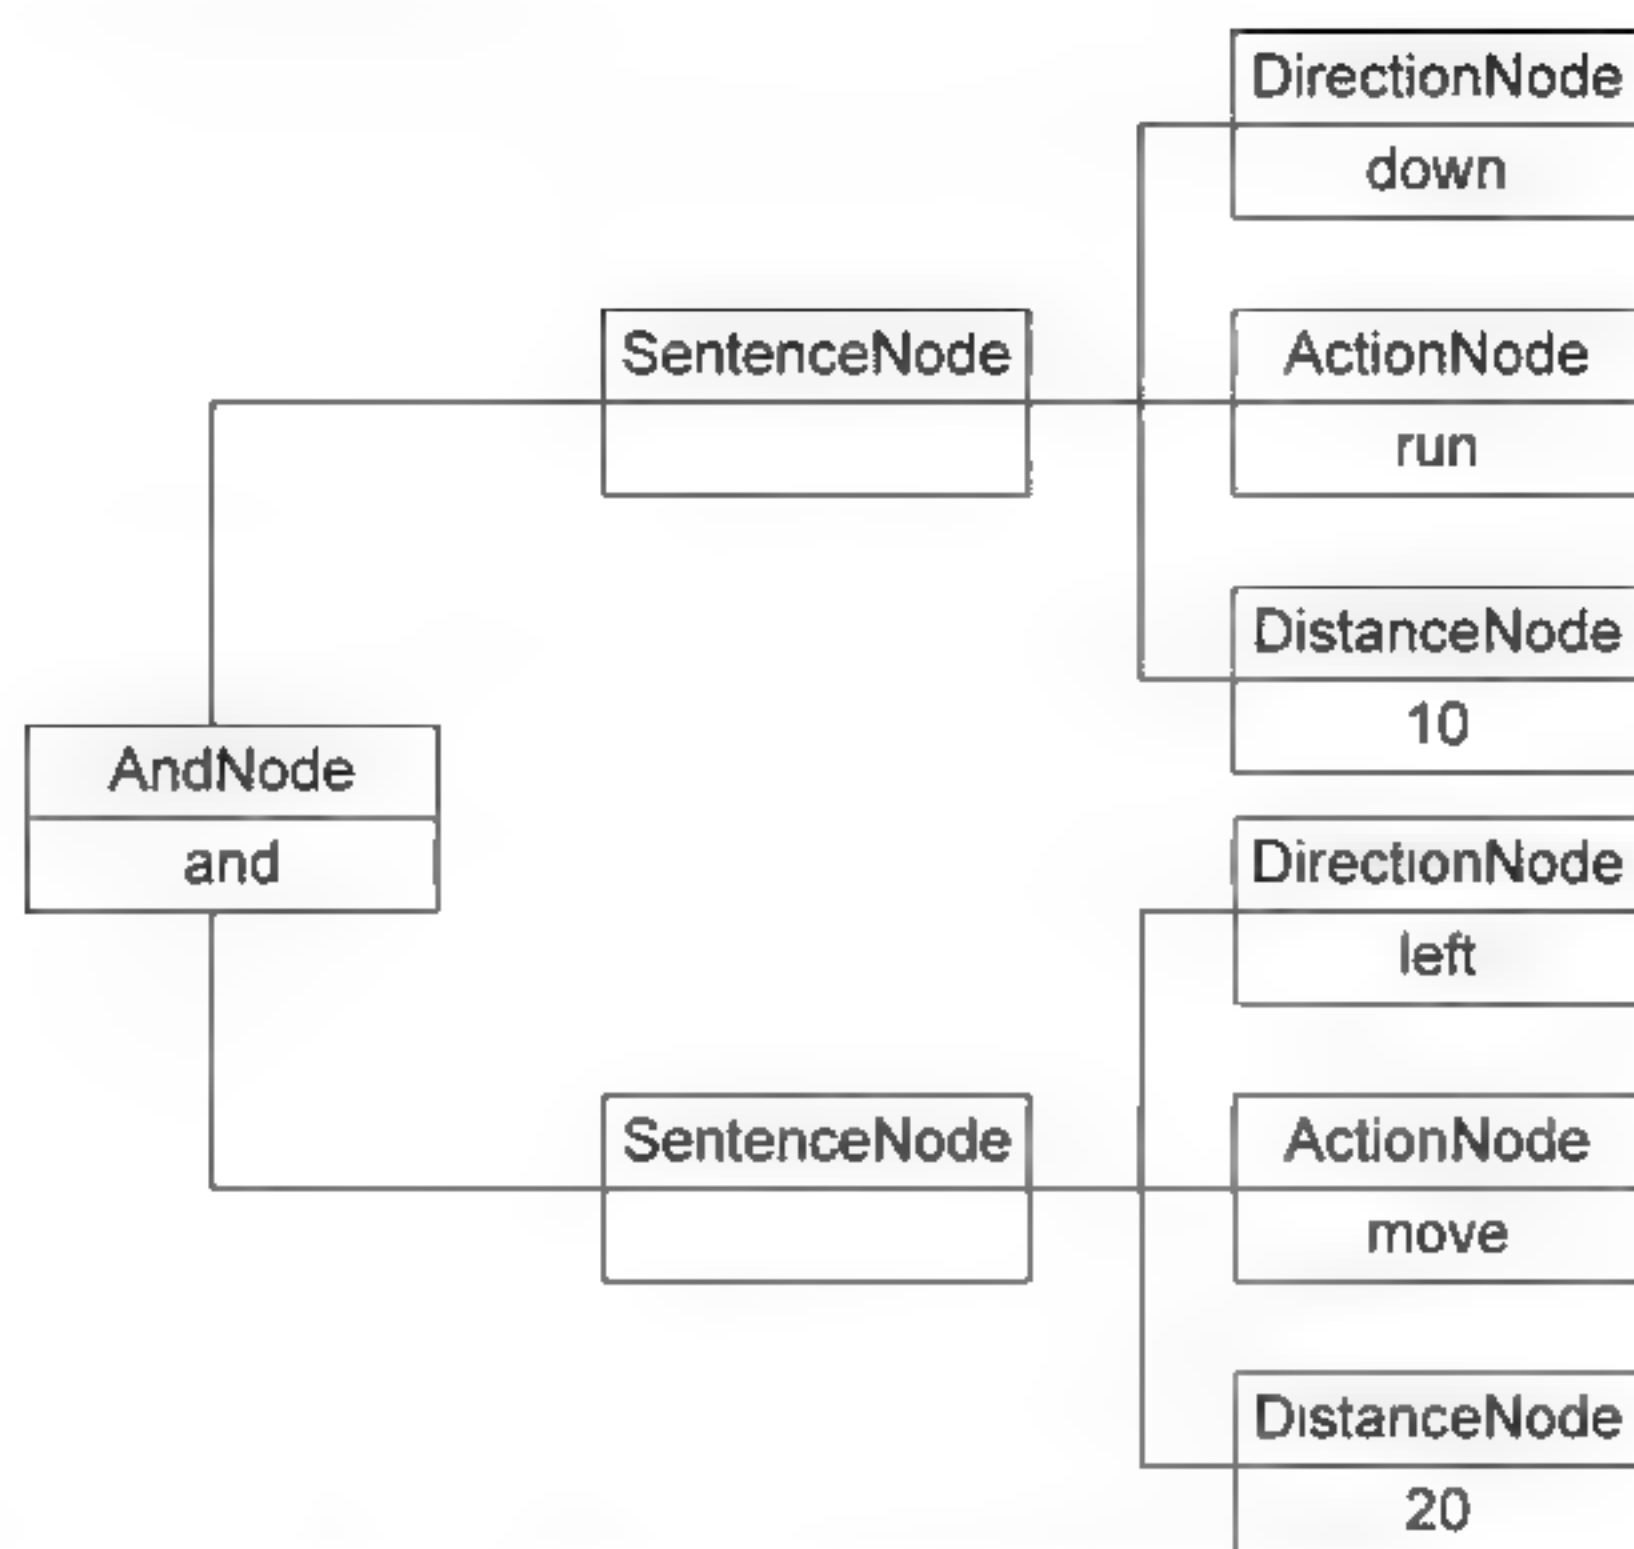 DirectionNode
down
SentenceNode
ActionNode
run
DistanceNode
10
AndNode
and
DirectionNode
left
SentenceNode
ActionNode
move
DistanceNode
20